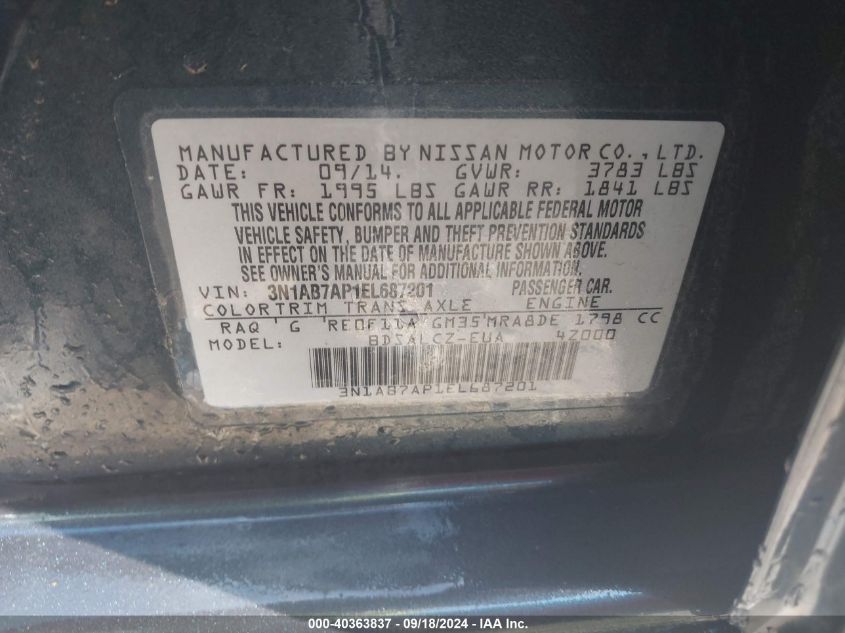 MANUFACTURED BY NISSAN MOTOR CO., LTD.
DATE: 09/14. GVWR: 3783 LBS
GAWR FR: 1995 LBS GAWR RR: 1841 LBS
THIS VEHICLE CONFORMS TO ALL APPLICABLE FEDERAL MOTOR
VEHICLE SAFETY, BUMPER AND THEFT PREVENTION STANDARDS
IN EFFECT ON THE DATE OF MANUFACTURE SHOWN ABOVE.
SEE OWNER'S MANUAL FOR ADDITIONAL INFORMATION.
VIN: 3N1AB7AP1EL687201 PASSENGER CAR.
COLOR TRIM TRANS. AXLE ENGINE
RAQ G RE0F11A GM35 MRA8DE 1798 CC
MODEL: BDSALCZ-EUA 4Z000
3N1AB7AP1EL687201
000-40363837 - 09/18/2024 - IAA Inc.